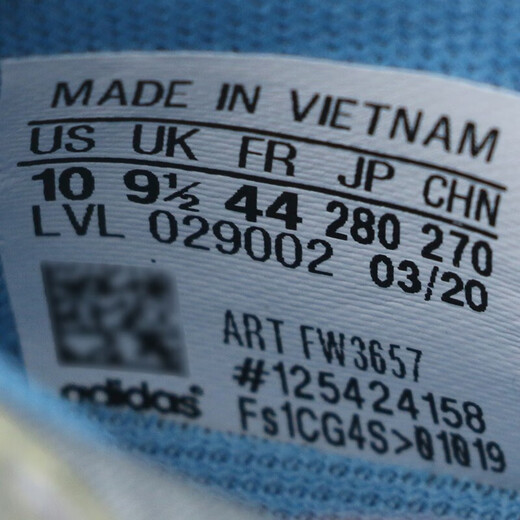 MADE IN VIETNAM
US UK FR JP CHN
10 9½ 44 280 270
LVL 029002 03/20
ART FW3657
#125424158
Fs1CG4S>01019
adidas®